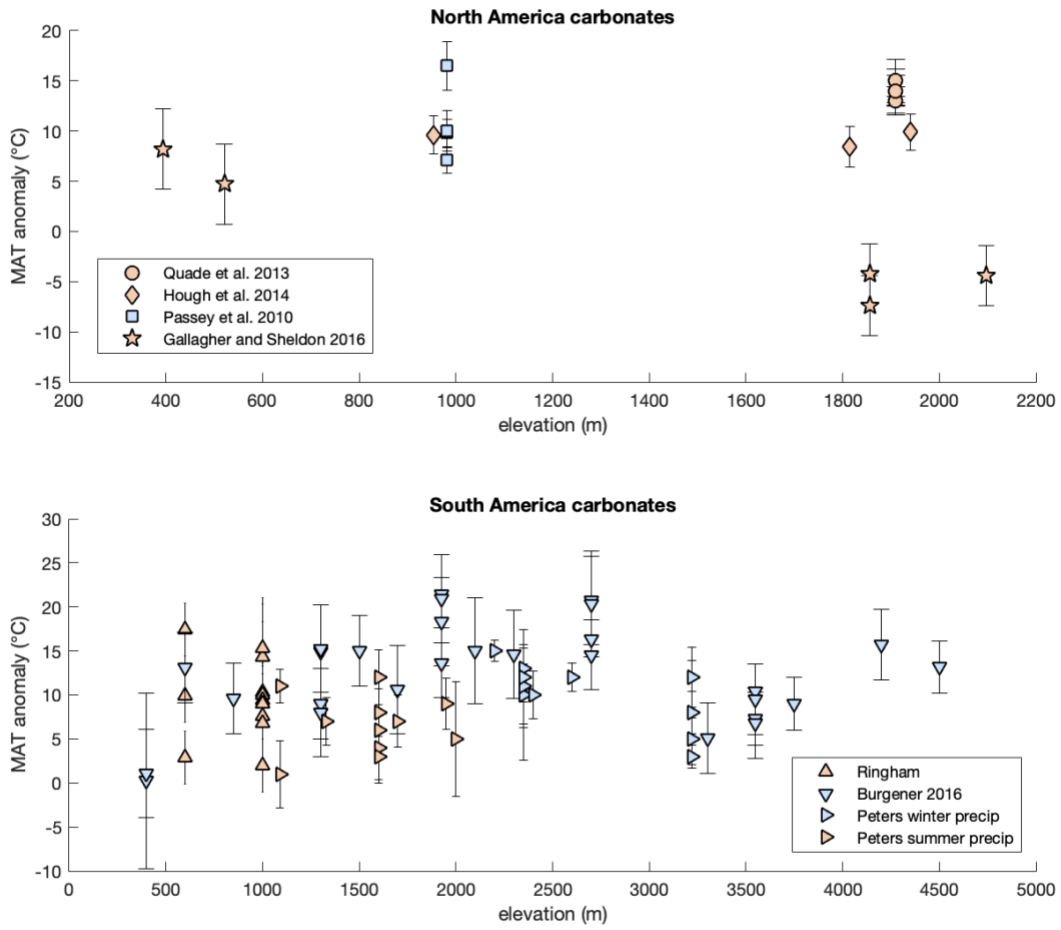 North America carbonates
20
15
10
5
0
-5
-10
-15
MAT anomaly (°C)
Quade et al. 2013
Hough et al. 2014
Passey et al. 2010
Gallagher and Sheldon 2016
200 400 600 800 1000 1200 1400 1600 1800 2000 2200
elevation (m)
South America carbonates
30
25
20
15
10
5
0
-5
-10
MAT anomaly (°C)
Ringham
Burgener 2016
Peters winter precip
Peters summer precip
0 500 1000 1500 2000 2500 3000 3500 4000 4500 5000
elevation (m)